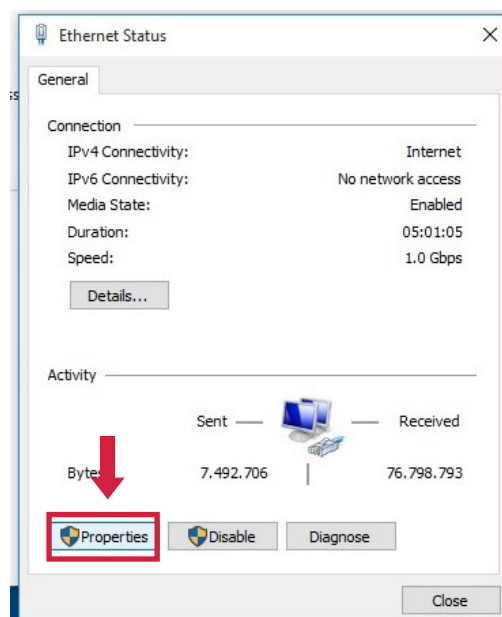 Ethernet Status
General
Connection
IPv4 Connectivity: Internet
IPv6 Connectivity: No network access
Media State: Enabled
Duration: 05:01:05
Speed: 1.0 Gbps
Details...
Activity
Sent Received
7.492.706 76.798.793
Properties Disable Diagnose
Close